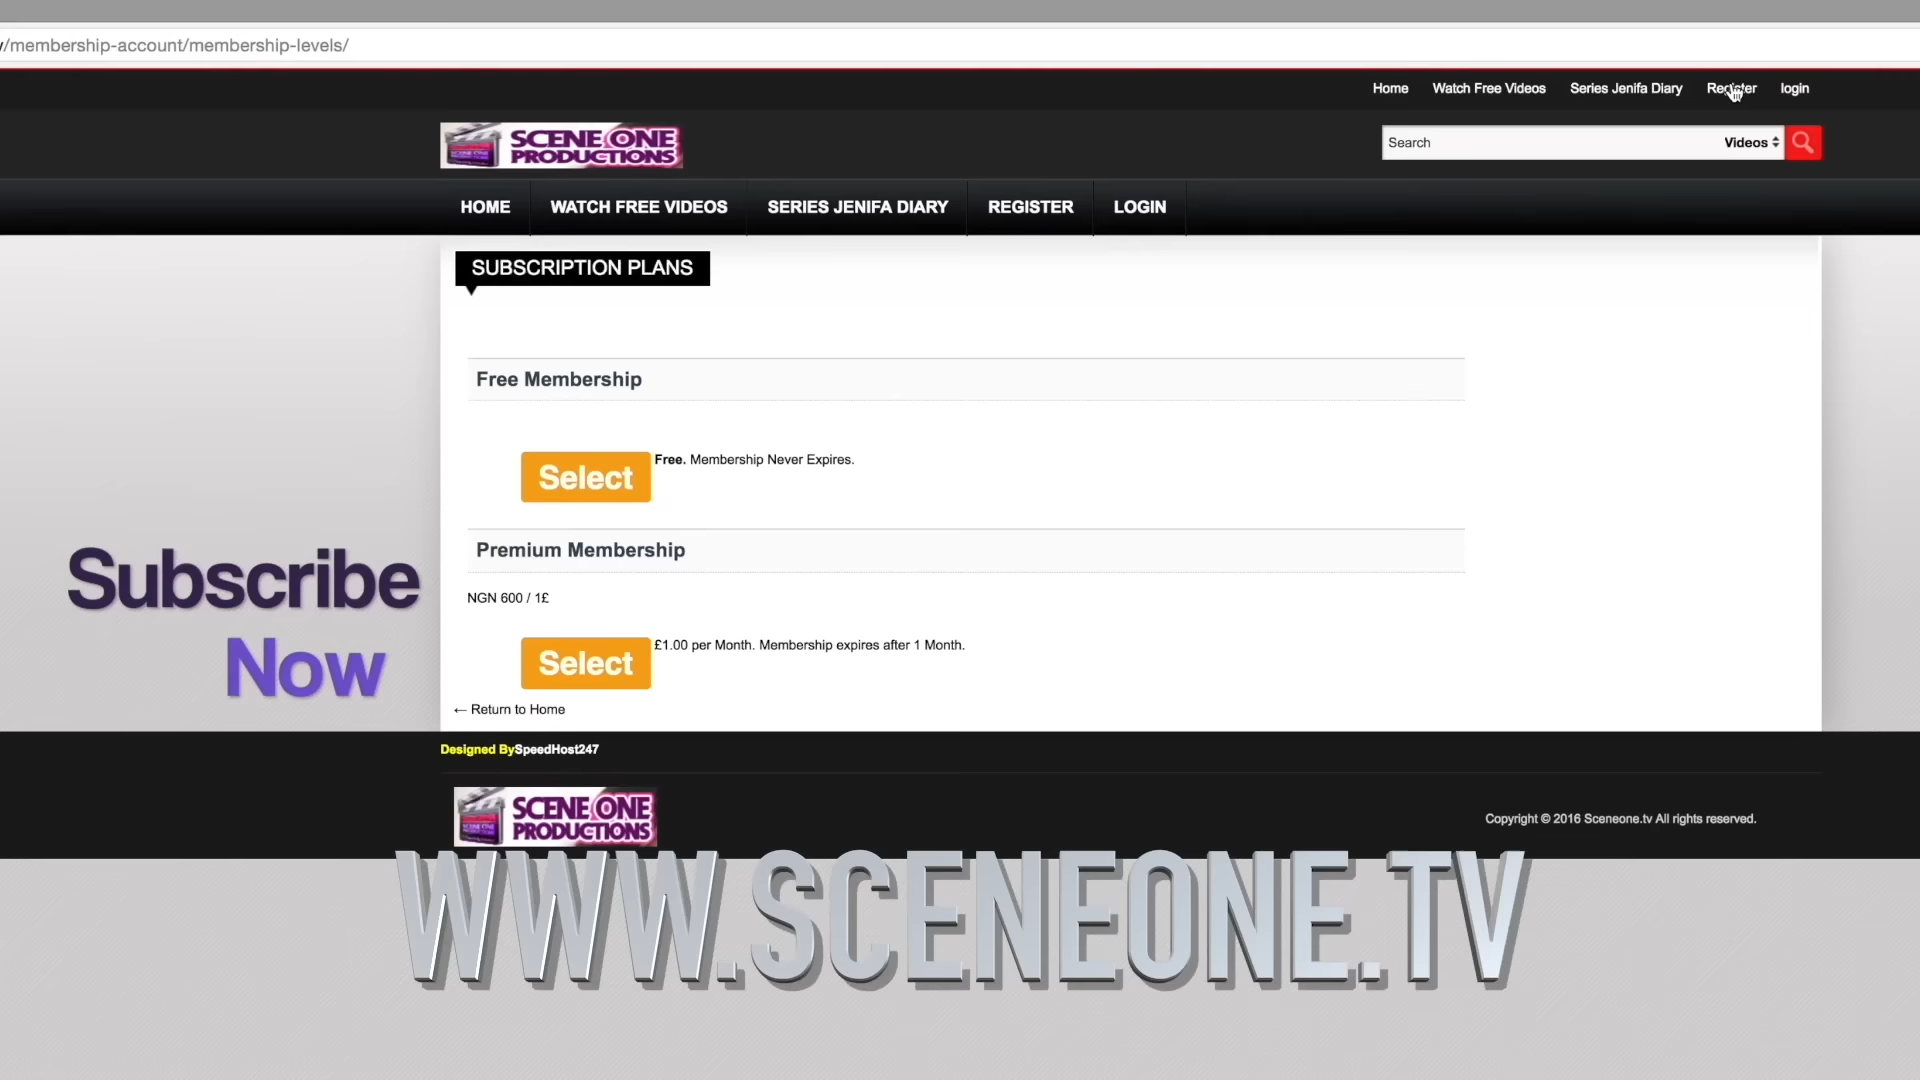 /membership-account/membership-levels/
Home Watch Free Videos Series Jenifa Diary Register login
SCENE ONE
PRODUCTIONS
Search Videos
HOME WATCH FREE VIDEOS SERIES JENIFA DIARY REGISTER LOGIN
SUBSCRIPTION PLANS
Free Membership
Select Free. Membership Never Expires.
Premium Membership
NGN 600 / 1£
Select £1.00 per Month. Membership expires after 1 Month.
← Return to Home
Subscribe
Now
Designed BySpeedHost247
SCENE ONE
PRODUCTIONS
Copyright © 2016 Sceneone.tv All rights reserved.
WWW.SCENEONE.TV